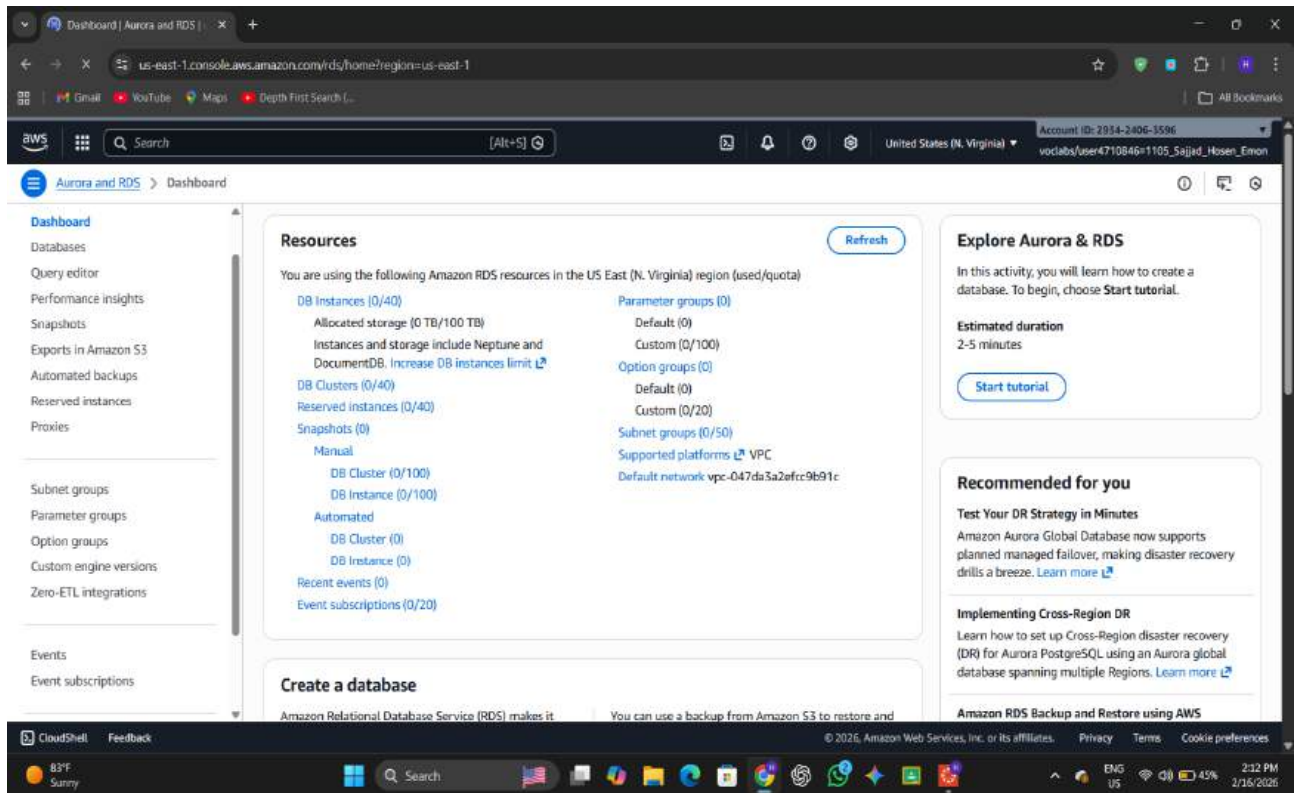 Dashboard | Aurora and RDS |
us-east-1.console.aws.amazon.com/rds/home?region=us-east-1
Gmail YouTube Maps Depth First Search (... All Bookmarks
aws Search [Alt+S] United States (N. Virginia) Account ID: 2934-2406-3596
voclabs/user4710846=1105_Sajjad_Hosen_Emon
Aurora and RDS > Dashboard
Dashboard
Databases
Query editor
Performance insights
Snapshots
Exports in Amazon S3
Automated backups
Reserved instances
Proxies
Subnet groups
Parameter groups
Option groups
Custom engine versions
Zero-ETL integrations
Events
Event subscriptions
Resources
Refresh
You are using the following Amazon RDS resources in the US East (N. Virginia) region (used/quota)
DB Instances (0/40)
Allocated storage (0 TB/100 TB)
Instances and storage include Neptune and
DocumentDB. Increase DB instances limit
DB Clusters (0/40)
Reserved instances (0/40)
Snapshots (0)
Manual
DB Cluster (0/100)
DB Instance (0/100)
Automated
DB Cluster (0)
DB Instance (0)
Recent events (0)
Event subscriptions (0/20)
Parameter groups (0)
Default (0)
Custom (0/100)
Option groups (0)
Default (0)
Custom (0/20)
Subnet groups (0/50)
Supported platforms VPC
Default network vpc-047da3a2efcc9b91c
Create a database
Amazon Relational Database Service (RDS) makes it
You can use a backup from Amazon S3 to restore and
Explore Aurora & RDS
In this activity, you will learn how to create a
database. To begin, choose Start tutorial.
Estimated duration
2-5 minutes
Start tutorial
Recommended for you
Test Your DR Strategy in Minutes
Amazon Aurora Global Database now supports
planned managed failover, making disaster recovery
drills a breeze. Learn more
Implementing Cross-Region DR
Learn how to set up Cross-Region disaster recovery
(DR) for Aurora PostgreSQL using an Aurora global
database spanning multiple Regions. Learn more
Amazon RDS Backup and Restore using AWS
CloudShell Feedback © 2026, Amazon Web Services, Inc. or its affiliates. Privacy Terms Cookie preferences
83°F
Sunny
Search
ENG
US
45%
2:12 PM
2/16/2026